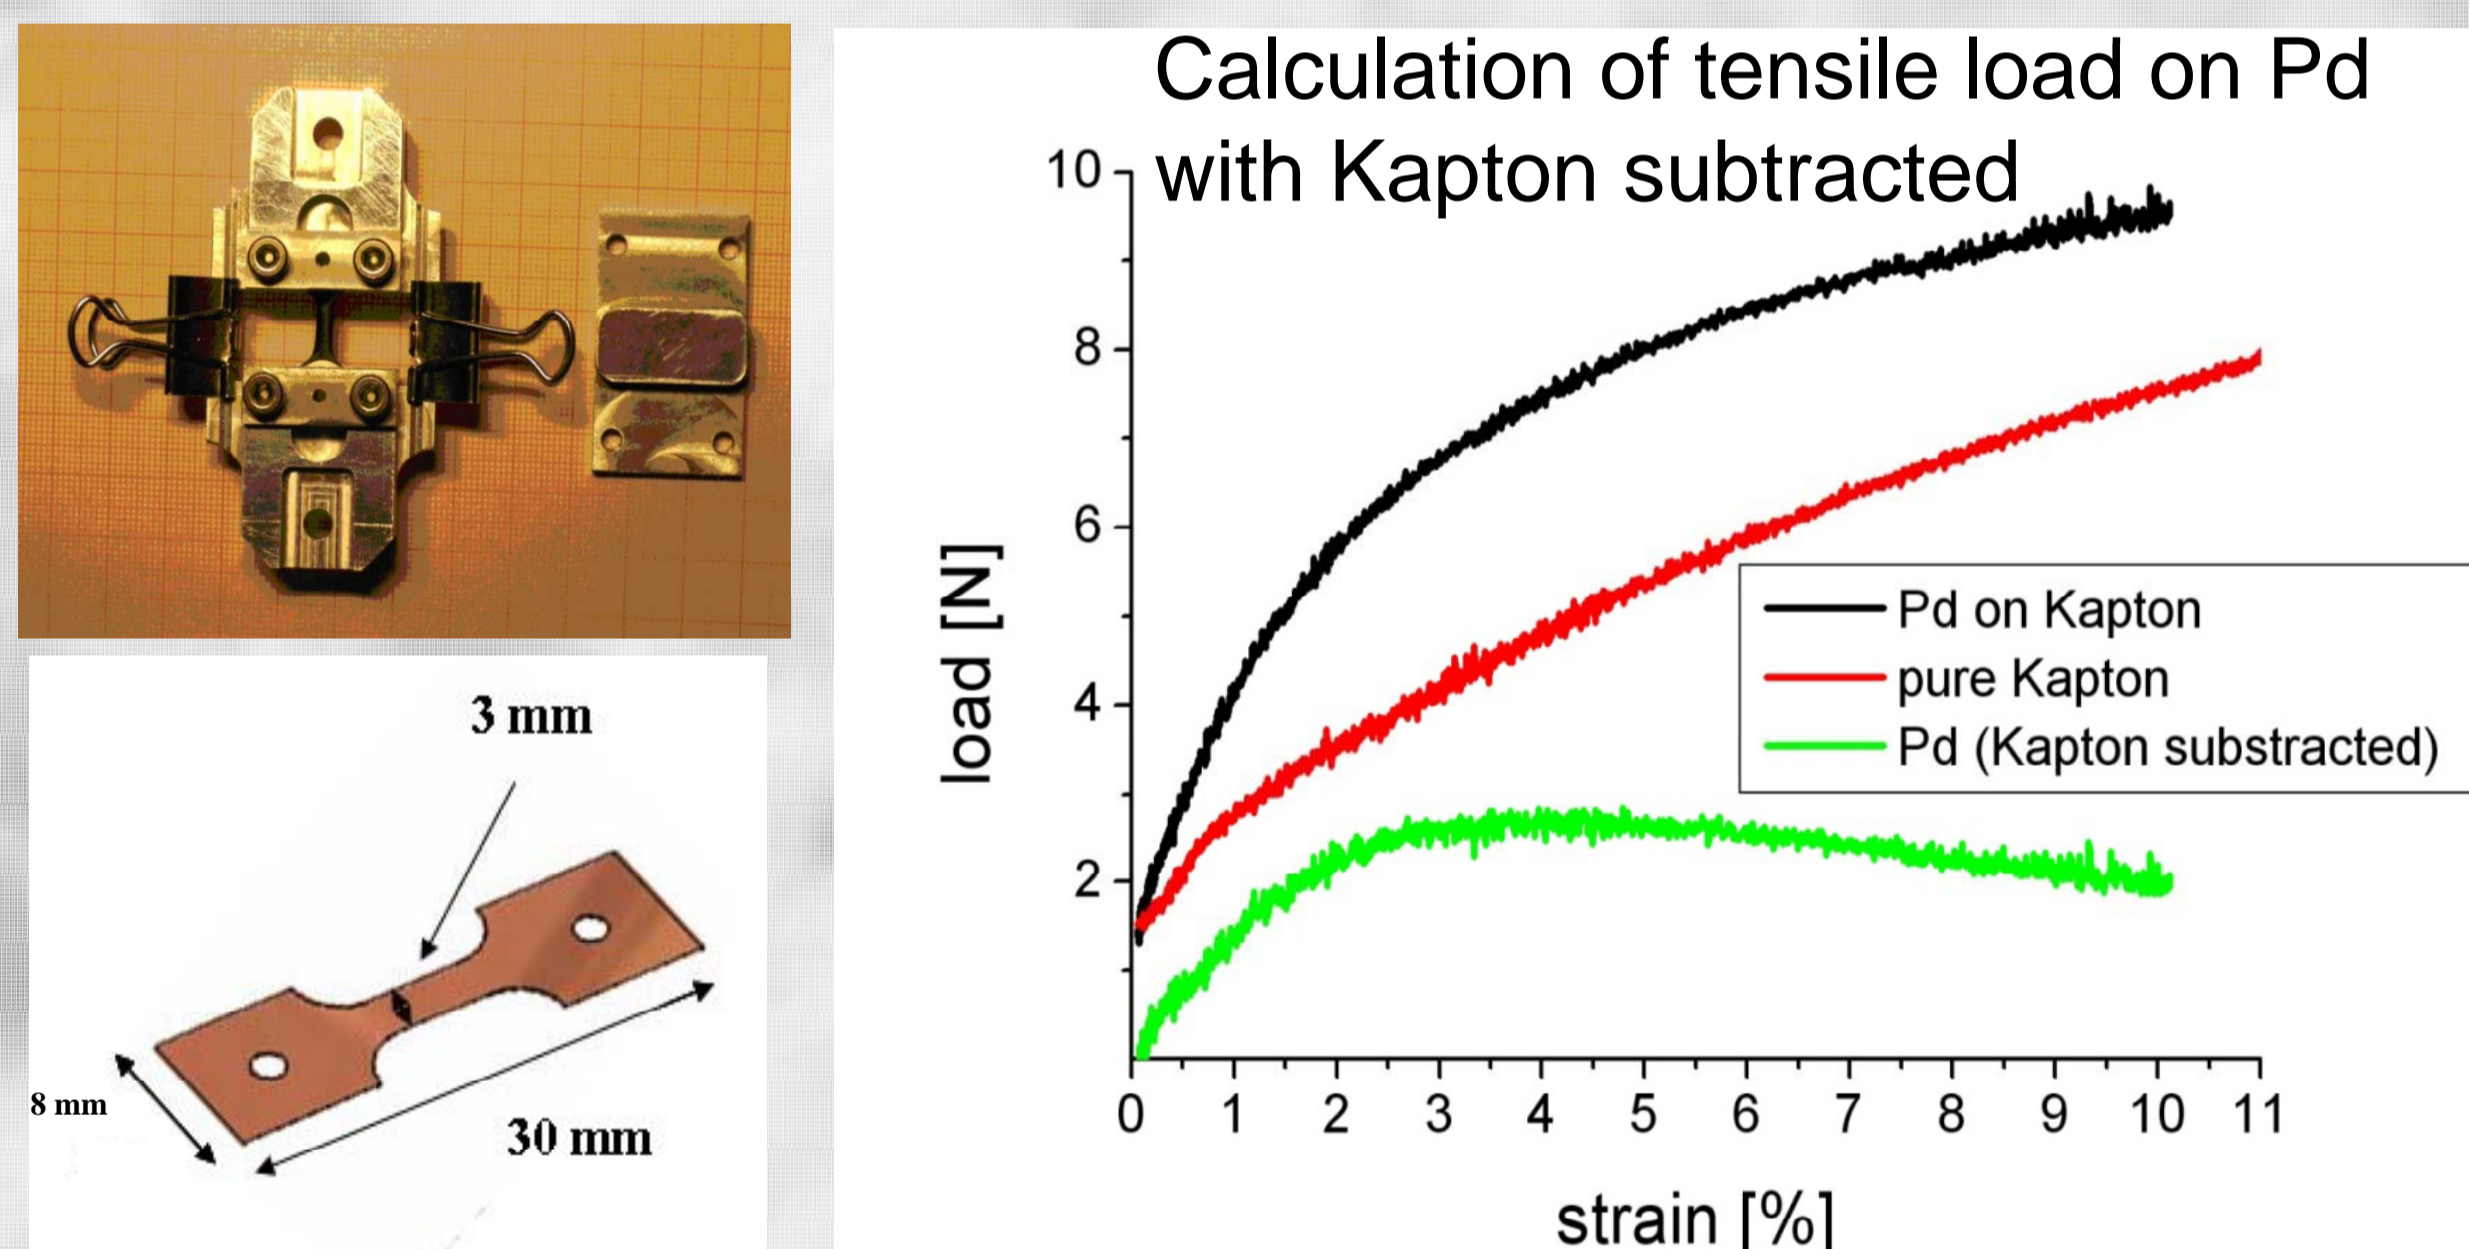 Calculation of tensile load on Pd
with Kapton subtracted
10
8
6
4
2
load [N]
Pd on Kapton
pure Kapton
Pd (Kapton substracted)
0 1 2 3 4 5 6 7 8 9 10 11
strain [%]
3 mm
8 mm
30 mm